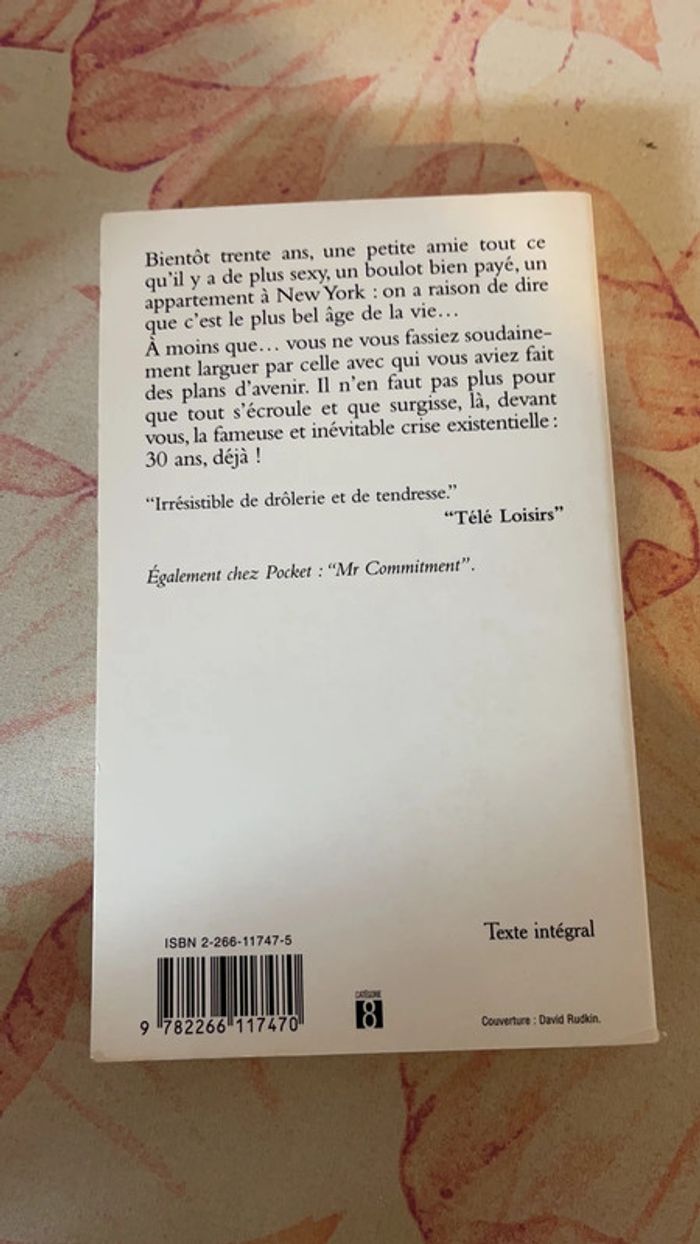 Bientôt trente ans, une petite amie tout ce
qu'il y a de plus sexy, un boulot bien payé, un
appartement à New York : on a raison de dire
que c'est le plus bel âge de la vie…
À moins que… vous ne vous fassiez soudaine-
ment larguer par celle avec qui vous aviez fait
des plans d'avenir. Il n'en faut pas plus pour
que tout s'écroule et que surgisse, là, devant
vous, la fameuse et inévitable crise existentielle :
30 ans, déjà !
“Irrésistible de drôlerie et de tendresse.”
“Télé Loisirs”
Également chez Pocket : “Mr Commitment”.
Texte intégral
ISBN 2-266-11747-5
9 782266 117470
CATÉGORIE
8
Couverture : David Rudkin.